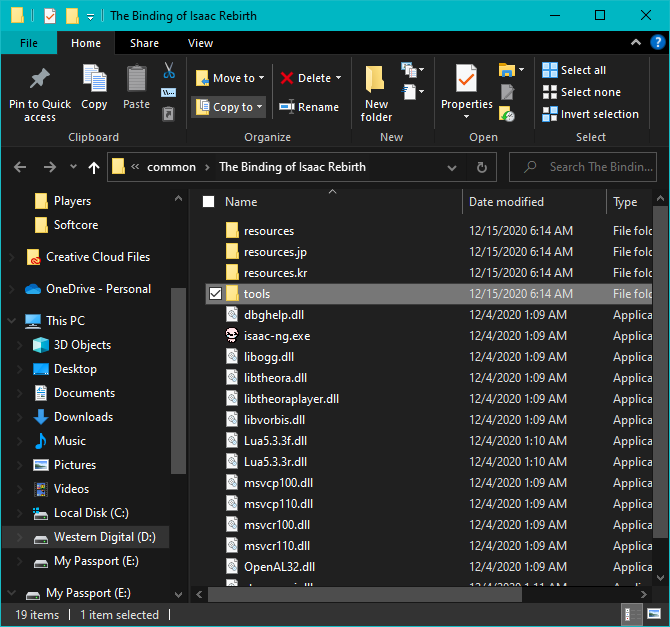 The Binding of Isaac Rebirth
File Home Share View
Pin to Quick access
Copy
Paste
Clipboard
Move to
Copy to
Delete
Rename
Organize
New folder
New
Properties
Open
Select all
Select none
Invert selection
Select
« common > The Binding of Isaac Rebirth
Search The Bindin...
Players
Softcore
Creative Cloud Files
OneDrive - Personal
This PC
3D Objects
Desktop
Documents
Downloads
Music
Pictures
Videos
Local Disk (C:)
Western Digital (D:)
My Passport (E:)
My Passport (E:)
Name Date modified Type
resources 12/15/2020 6:14 AM File fold
resources.jp 12/15/2020 6:14 AM File fold
resources.kr 12/15/2020 6:14 AM File fold
tools 12/15/2020 6:14 AM File fold
dbghelp.dll 12/4/2020 1:09 AM Applica
isaac-ng.exe 12/4/2020 1:09 AM Applica
libogg.dll 12/4/2020 1:09 AM Applica
libtheora.dll 12/4/2020 1:09 AM Applica
libtheoraplayer.dll 12/4/2020 1:09 AM Applica
libvorbis.dll 12/4/2020 1:09 AM Applica
Lua5.3.3f.dll 12/4/2020 1:10 AM Applica
Lua5.3.3r.dll 12/4/2020 1:10 AM Applica
msvcp100.dll 12/4/2020 1:09 AM Applica
msvcp110.dll 12/4/2020 1:09 AM Applica
msvcr100.dll 12/4/2020 1:09 AM Applica
msvcr110.dll 12/4/2020 1:09 AM Applica
OpenAL32.dll 12/4/2020 1:09 AM Applica
19 items 1 item selected